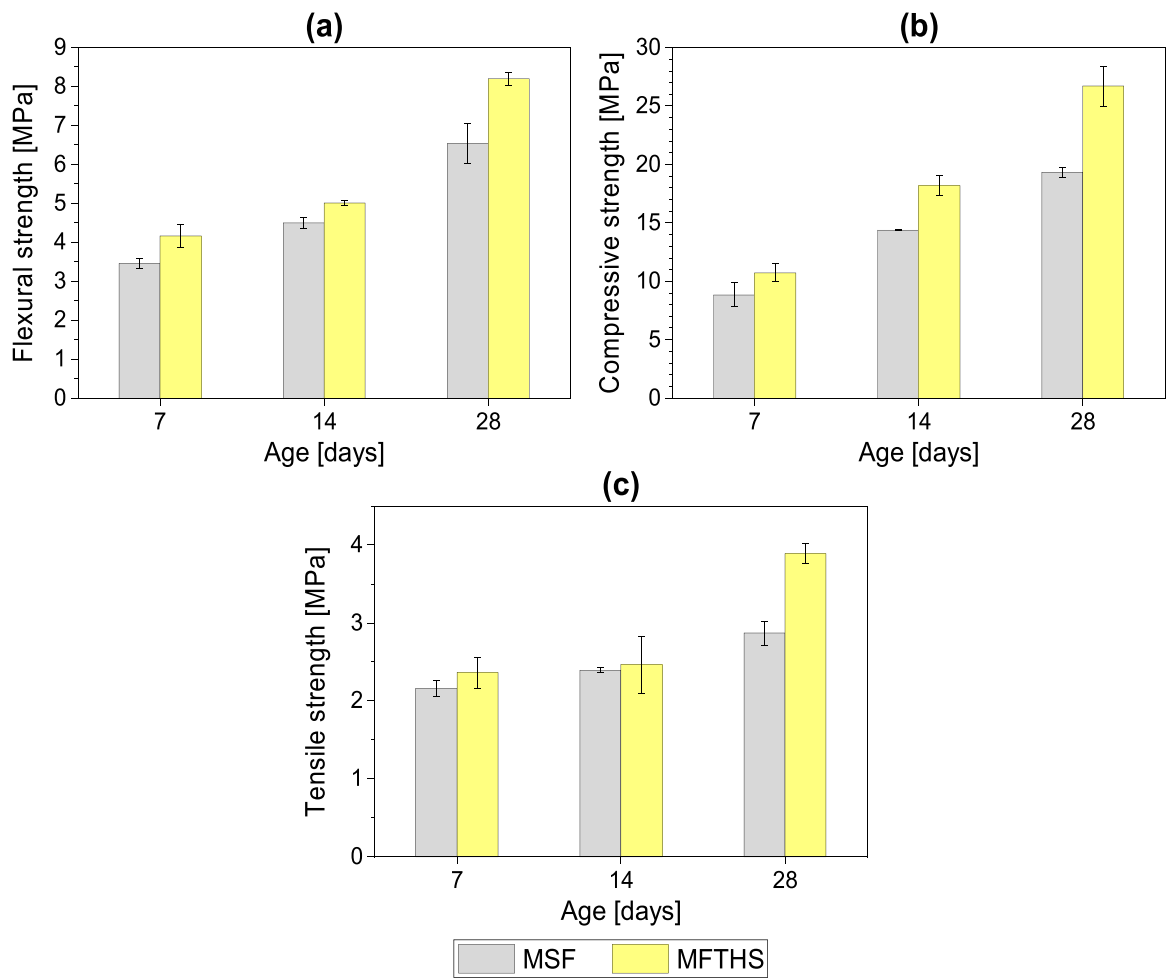 (a)
Flexural strength [MPa]
9
8
7
6
5
4
3
2
1
0
7 14 28
Age [days]
(b)
Compressive strength [MPa]
30
25
20
15
10
5
0
7 14 28
Age [days]
(c)
Tensile strength [MPa]
4
3
2
1
0
7 14 28
Age [days]
MSF MFTHS